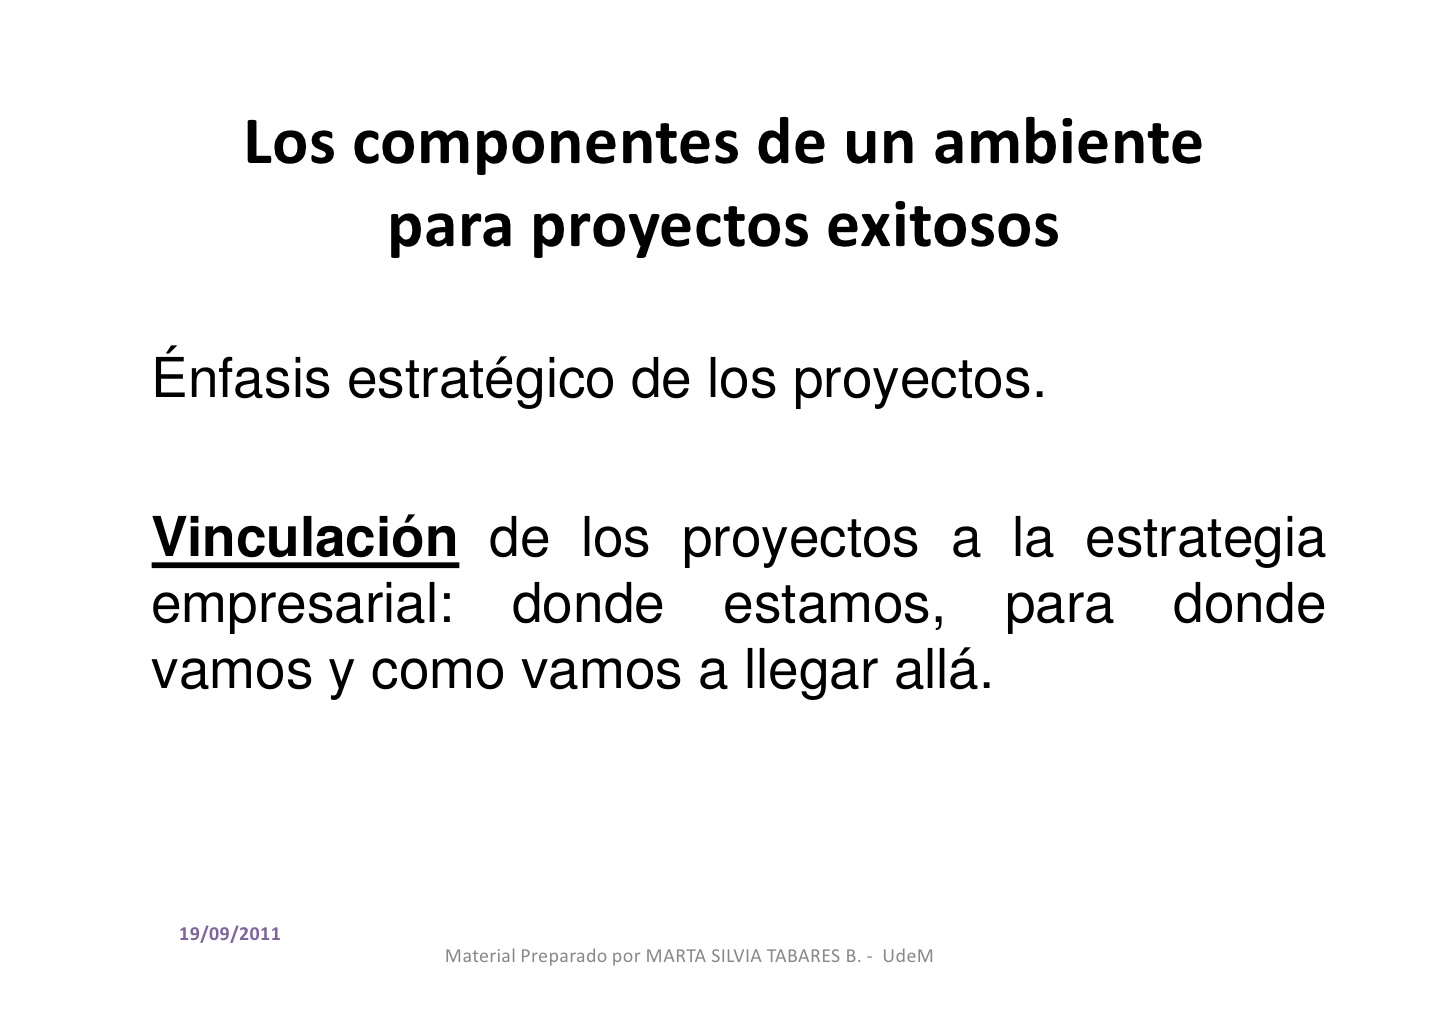 Los componentes de un ambiente
para proyectos exitosos
Énfasis estratégico de los proyectos.
Vinculación de los proyectos a la estrategia
empresarial: donde estamos, para donde
vamos y como vamos a llegar allá.
19/09/2011
Material Preparado por MARTA SILVIA TABARES B. - UdeM